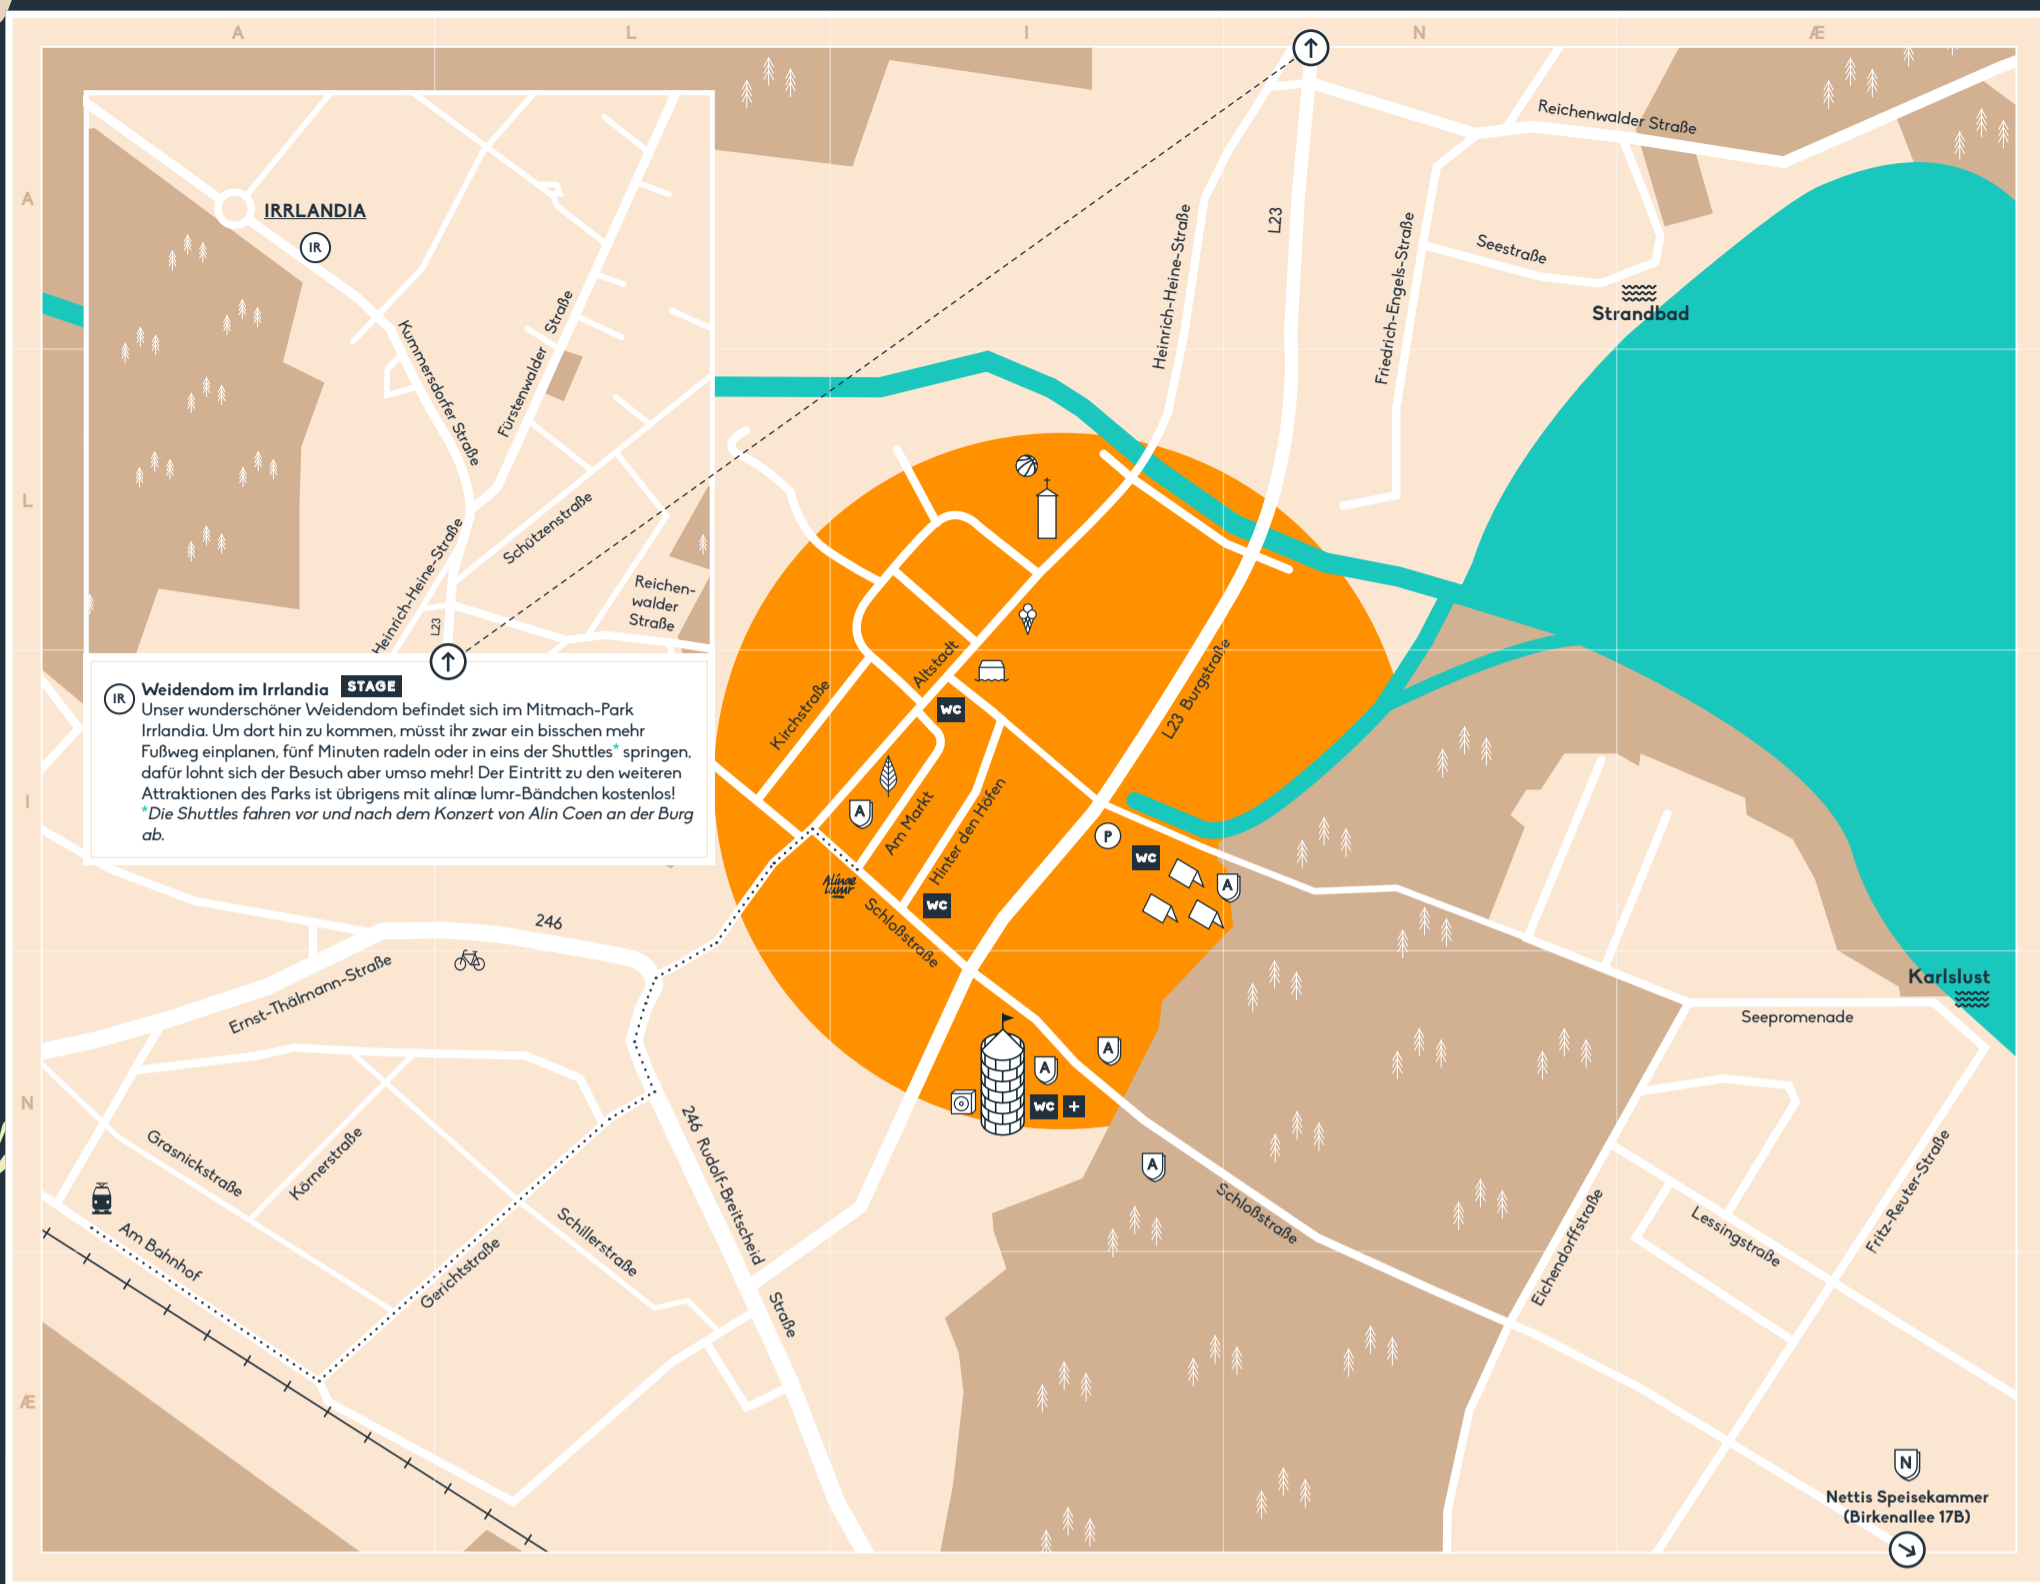 A L I N Æ
A
L
I
N
Æ
IRRLANDIA
IR
Kummersdorfer Straße
Fürstenwalder Straße
Schützenstraße
Heinrich-Heine-Straße
L23
Reichen-
walder
Straße
IR
Weidendom im Irrlandia STAGE
Unser wunderschöner Weidendom befindet sich im Mitmach-Park
Irrlandia. Um dort hin zu kommen, müsst ihr zwar ein bisschen mehr
Fußweg einplanen, fünf Minuten radeln oder in eins der Shuttles* springen,
dafür lohnt sich der Besuch aber umso mehr! Der Eintritt zu den weiteren
Attraktionen des Parks ist übrigens mit alinæ lumr-Bändchen kostenlos!
*Die Shuttles fahren vor und nach dem Konzert von Alin Coen an der Burg
ab.
Reichenwalder Straße
Heinrich-Heine-Straße
L23
Friedrich-Engels-Straße
Seestraße
Strandbad
Altstadt
Kirchstraße
WC
L23 Burgstraße
A
Am Markt
Hinter den Höfen
P
WC
A
Alinae
Lumr
WC
Schloßstraße
246
Ernst-Thälmann-Straße
Karlslust
Seepromenade
A
A
WC +
A
Grasnickstraße
Körnerstraße
246 Rudolf-Breitscheid
Straße
Am Bahnhof
Gerichtstraße
Schillerstraße
Schloßstraße
Eichendorffstraße
Lessingstraße
Fritz-Reuter-Straße
N
Nettis Speisekammer
(Birkenallee 17B)